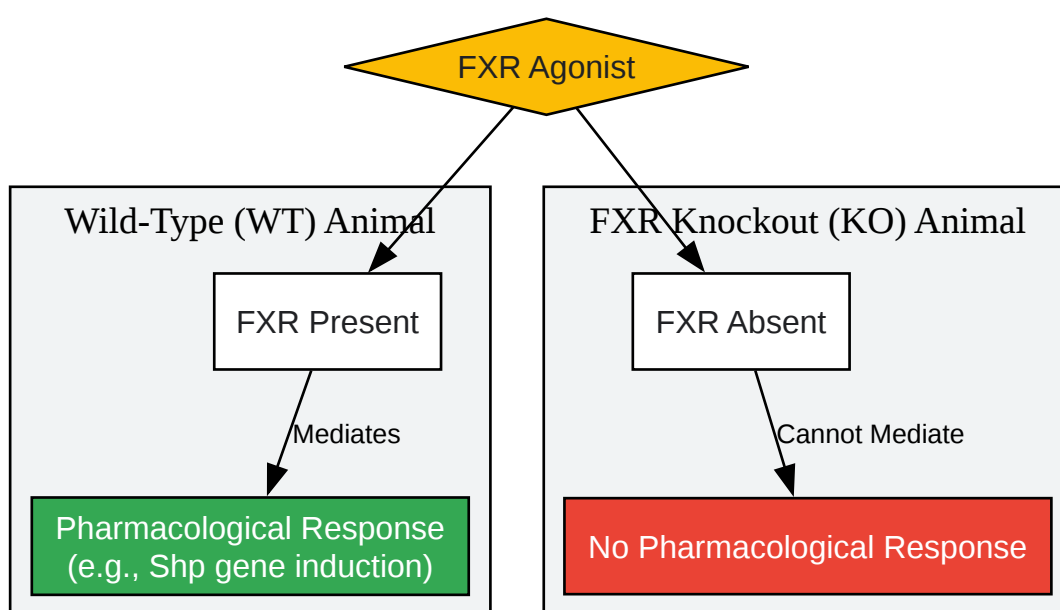 FXR Agonist
Wild-Type (WT) Animal
FXR Knockout (KO) Animal
FXR Present
FXR Absent
Mediates
Cannot Mediate
Pharmacological Response
(e.g., Shp gene induction)
No Pharmacological Response